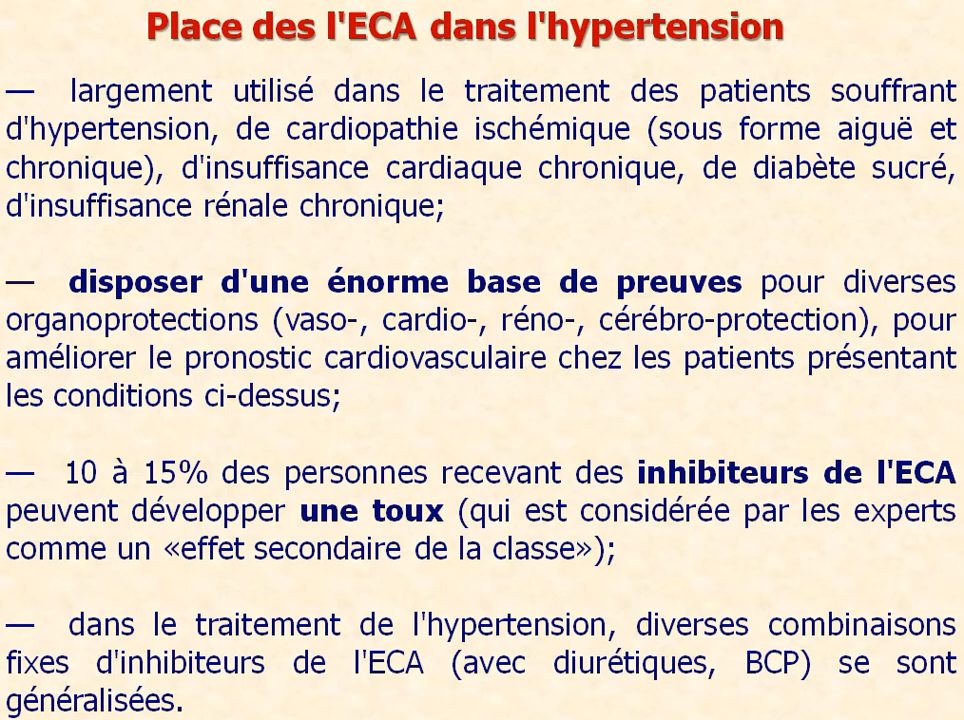 Place des l'ECA dans l'hypertension
— largement utilisé dans le traitement des patients souffrant
d'hypertension, de cardiopathie ischémique (sous forme aiguë et
chronique), d'insuffisance cardiaque chronique, de diabète sucré,
d'insuffisance rénale chronique;
— disposer d'une énorme base de preuves pour diverses
organoprotections (vaso-, cardio-, réno-, cérébro-protection), pour
améliorer le pronostic cardiovasculaire chez les patients présentant
les conditions ci-dessus;
— 10 à 15% des personnes recevant des inhibiteurs de l'ECA
peuvent développer une toux (qui est considérée par les experts
comme un «effet secondaire de la classe»);
— dans le traitement de l'hypertension, diverses combinaisons
fixes d'inhibiteurs de l'ECA (avec diurétiques, BCP) se sont
généralisées.